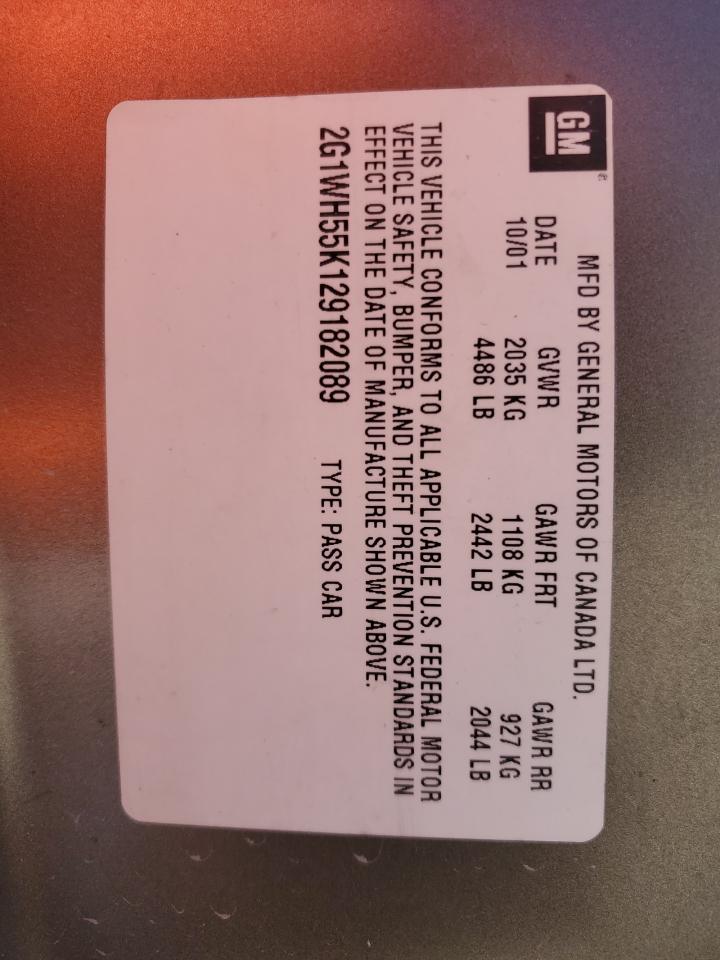 GM
MFD BY GENERAL MOTORS OF CANADA LTD.
DATE GVWR GAWR FRT GAWR RR
10/01 2035 KG 1108 KG 927 KG
4486 LB 2442 LB 2044 LB
THIS VEHICLE CONFORMS TO ALL APPLICABLE U.S. FEDERAL MOTOR
VEHICLE SAFETY, BUMPER, AND THEFT PREVENTION STANDARDS IN
EFFECT ON THE DATE OF MANUFACTURE SHOWN ABOVE.
2G1WH55K129182089 TYPE: PASS CAR